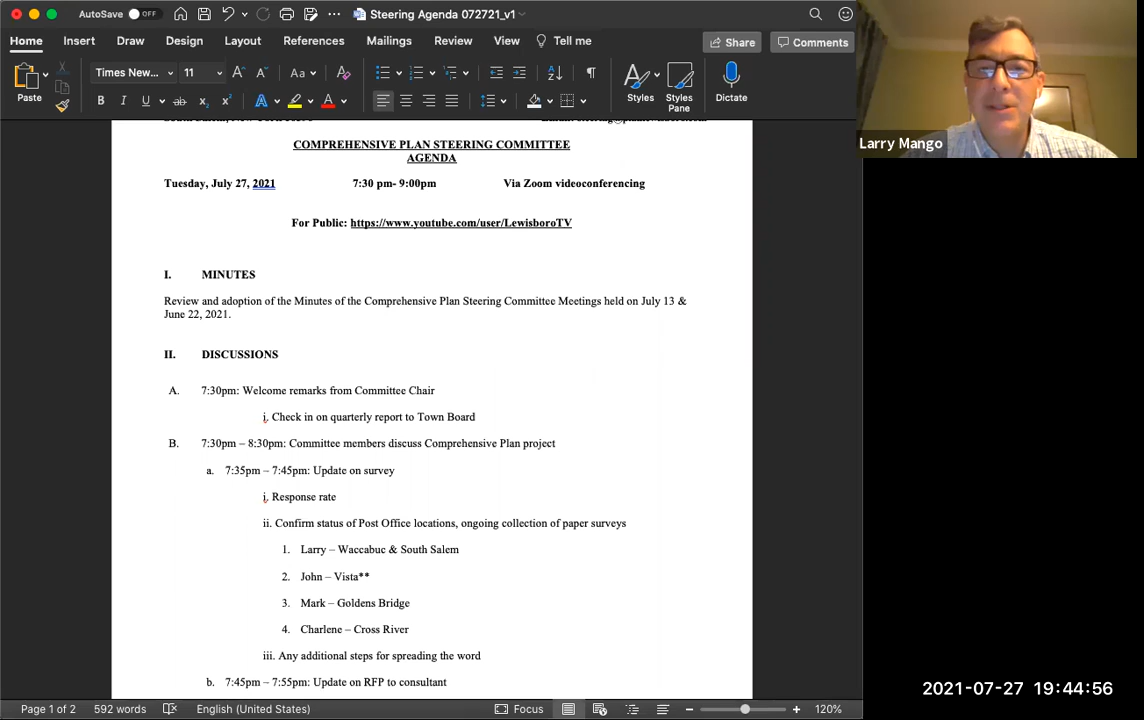 AutoSave OFF Steering Agenda 072721_v1
Home Insert Draw Design Layout References Mailings Review View Tell me Share Comments
Paste Times New... 11 Aa Styles Styles Pane Dictate
B I U ab x2 x2 A A
Larry Mango
COMPREHENSIVE PLAN STEERING COMMITTEE
AGENDA
Tuesday, July 27, 2021 7:30 pm- 9:00pm Via Zoom videoconferencing
For Public: https://www.youtube.com/user/LewisboroTV
I. MINUTES
Review and adoption of the Minutes of the Comprehensive Plan Steering Committee Meetings held on July 13 &
June 22, 2021.
II. DISCUSSIONS
A. 7:30pm: Welcome remarks from Committee Chair
i. Check in on quarterly report to Town Board
B. 7:30pm – 8:30pm: Committee members discuss Comprehensive Plan project
a. 7:35pm – 7:45pm: Update on survey
i. Response rate
ii. Confirm status of Post Office locations, ongoing collection of paper surveys
1. Larry – Waccabuc & South Salem
2. John – Vista**
3. Mark – Goldens Bridge
4. Charlene – Cross River
iii. Any additional steps for spreading the word
b. 7:45pm – 7:55pm: Update on RFP to consultant
2021-07-27 19:44:56
Page 1 of 2 592 words English (United States) Focus 120%